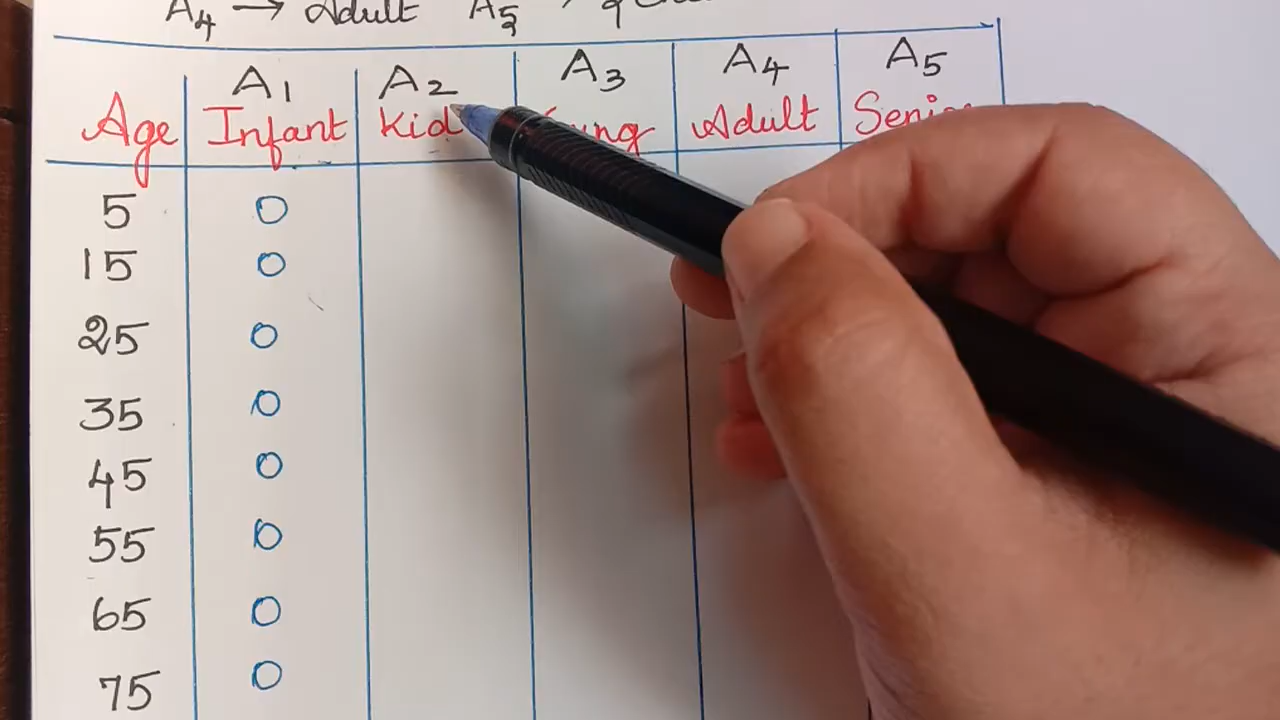 A4 → Adult A5
A1 A2 A3 A4 A5
Age Infant Kid Adult
5 0
15 0
25 0
35 0
45 0
55 0
65 0
75 0